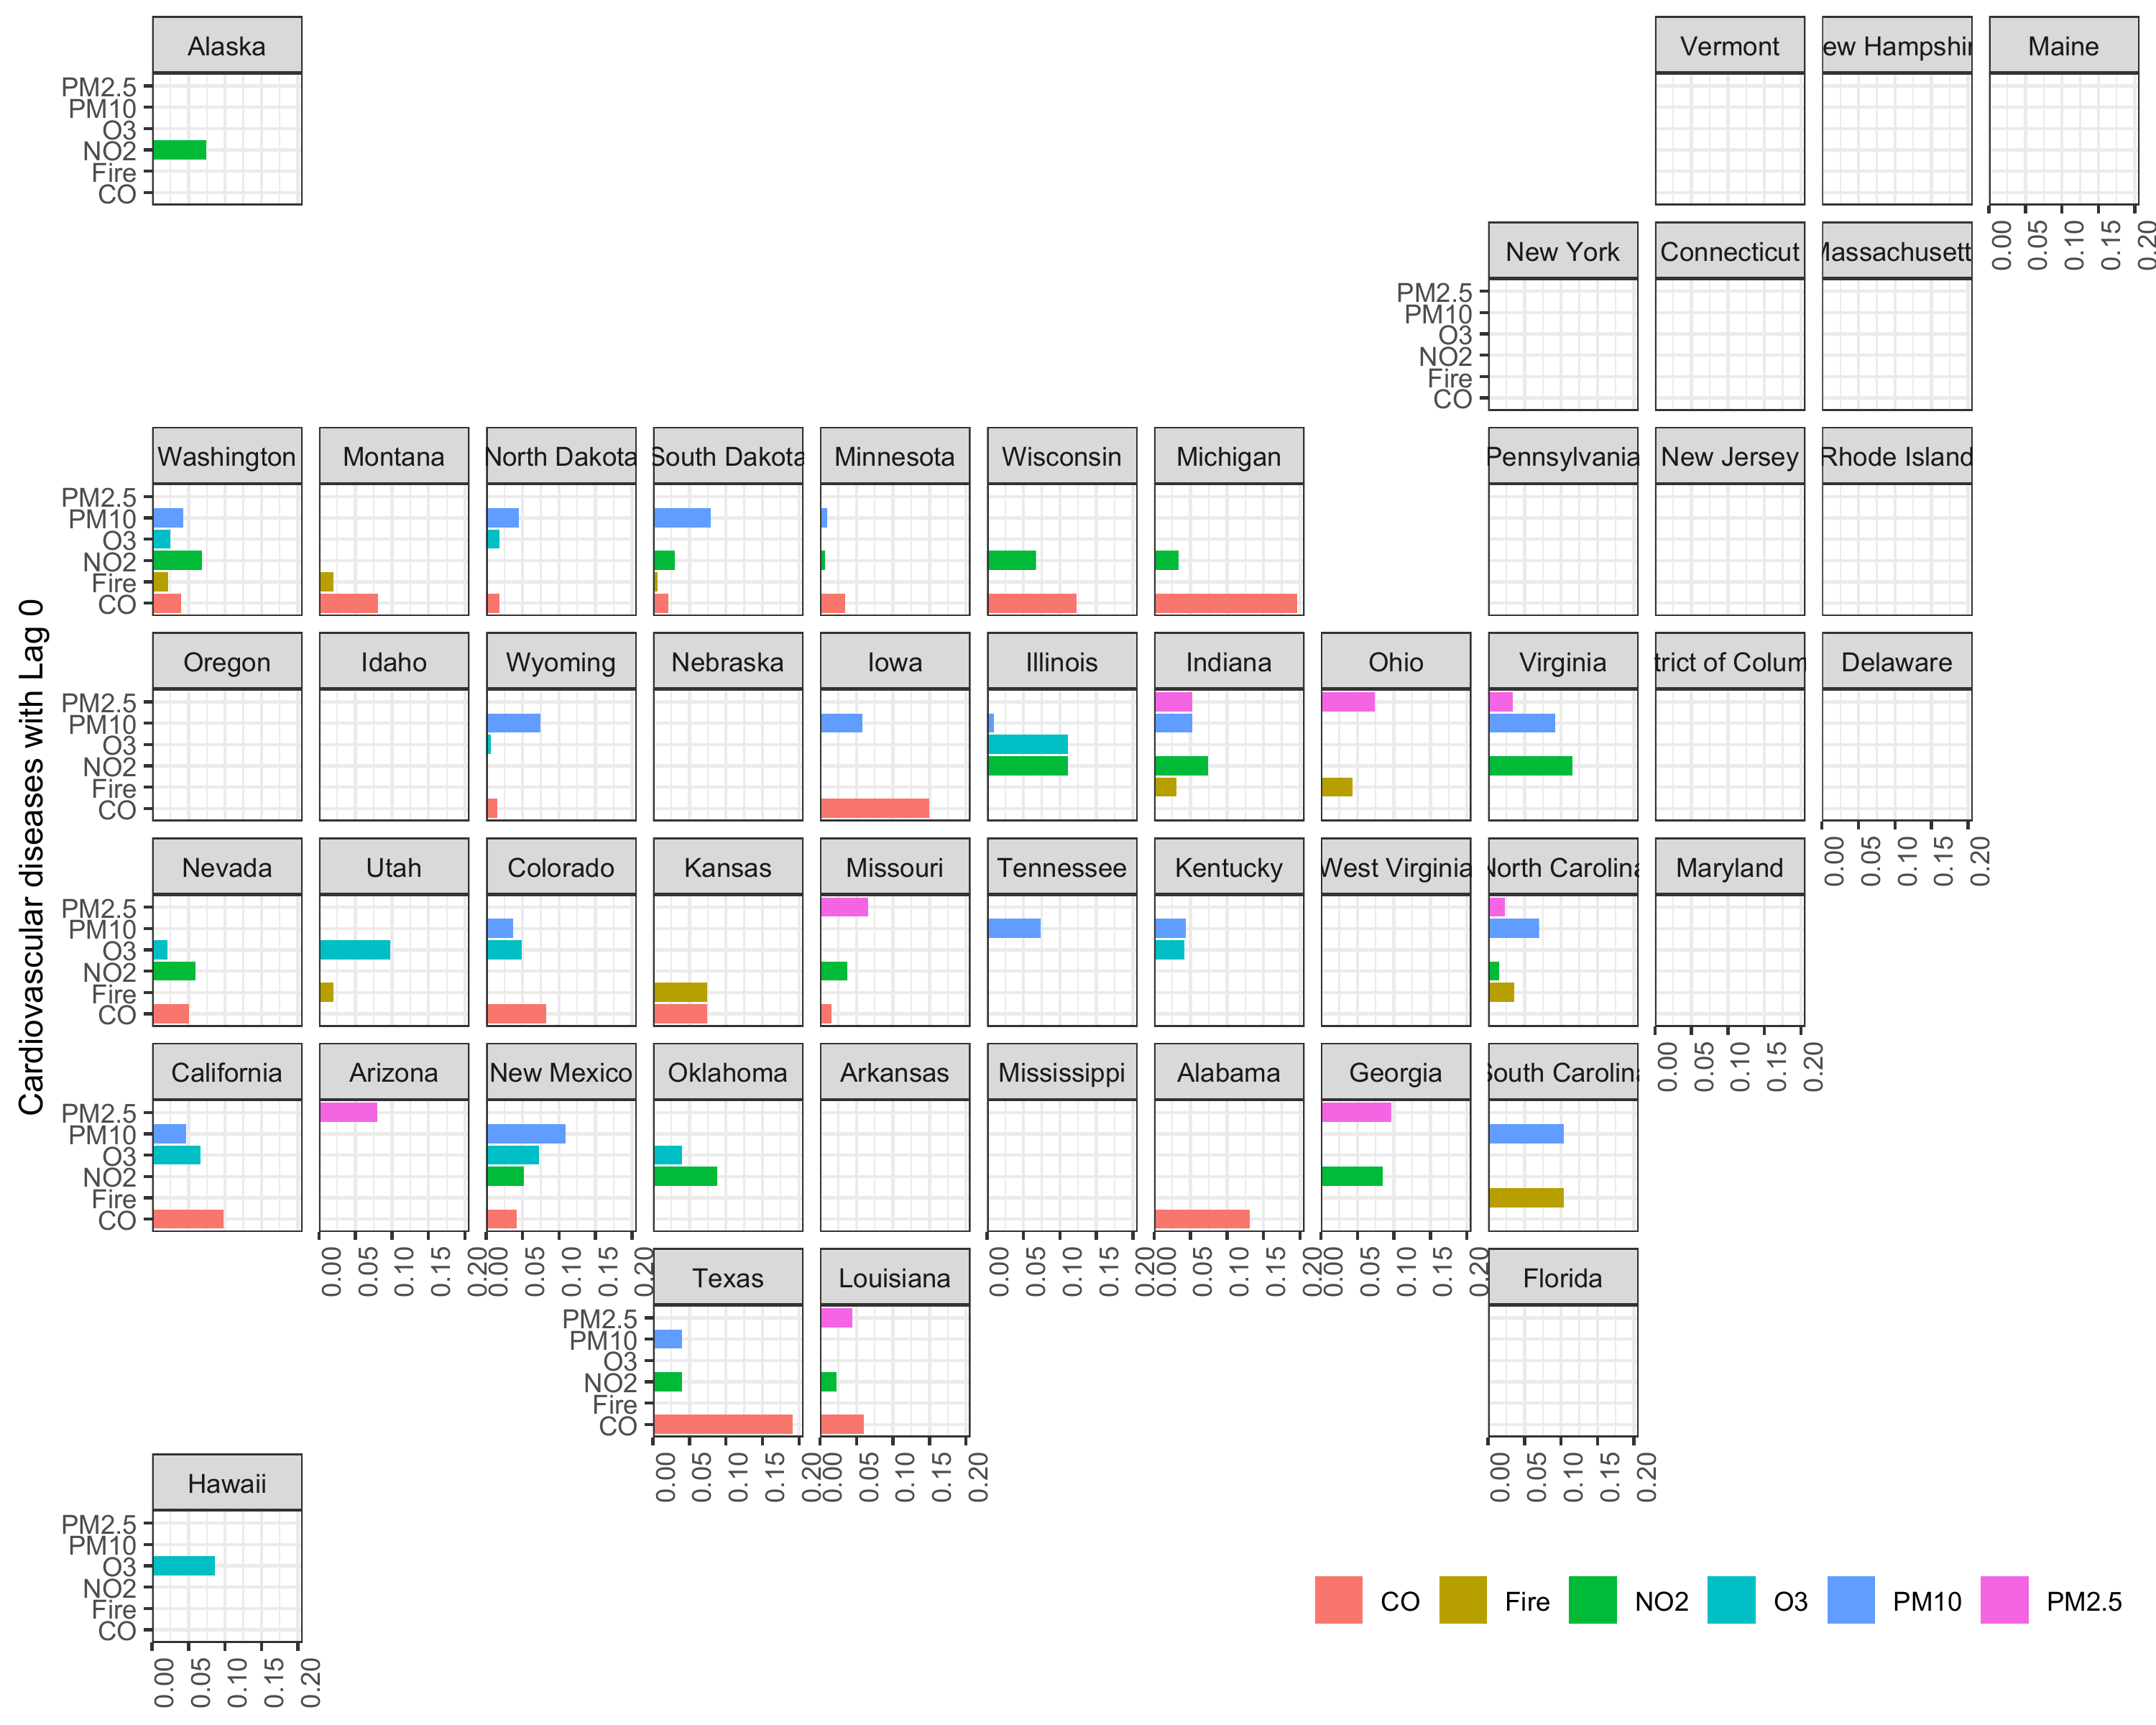 Cardiovascular diseases with Lag 0
Alaska
Vermont
ew Hampshir
Maine
PM2.5
PM10
O3
NO2
Fire
CO
0.00 0.05 0.10 0.15 0.20
New York
Connecticut
Massachusett
PM2.5
PM10
O3
NO2
Fire
CO
Washington
Montana
North Dakota
South Dakota
Minnesota
Wisconsin
Michigan
Pennsylvania
New Jersey
Rhode Island
PM2.5
PM10
O3
NO2
Fire
CO
Oregon
Idaho
Wyoming
Nebraska
Iowa
Illinois
Indiana
Ohio
Virginia
trict of Colum
Delaware
PM2.5
PM10
O3
NO2
Fire
CO
0.00 0.05 0.10 0.15 0.20
Nevada
Utah
Colorado
Kansas
Missouri
Tennessee
Kentucky
West Virginia
North Carolina
Maryland
PM2.5
PM10
O3
NO2
Fire
CO
0.00 0.05 0.10 0.15 0.20
California
Arizona
New Mexico
Oklahoma
Arkansas
Mississippi
Alabama
Georgia
South Carolina
PM2.5
PM10
O3
NO2
Fire
CO
0.00 0.05 0.10 0.15 0.20
0.00 0.05 0.10 0.15 0.20
0.00 0.05 0.10 0.15 0.20
0.00 0.05 0.10 0.15 0.20
0.00 0.05 0.10 0.15 0.20
Texas
Louisiana
Florida
PM2.5
PM10
O3
NO2
Fire
CO
0.00 0.05 0.10 0.15 0.20
0.00 0.05 0.10 0.15 0.20
0.00 0.05 0.10 0.15 0.20
Hawaii
PM2.5
PM10
O3
NO2
Fire
CO
0.00 0.05 0.10 0.15 0.20
CO Fire NO2 O3 PM10 PM2.5